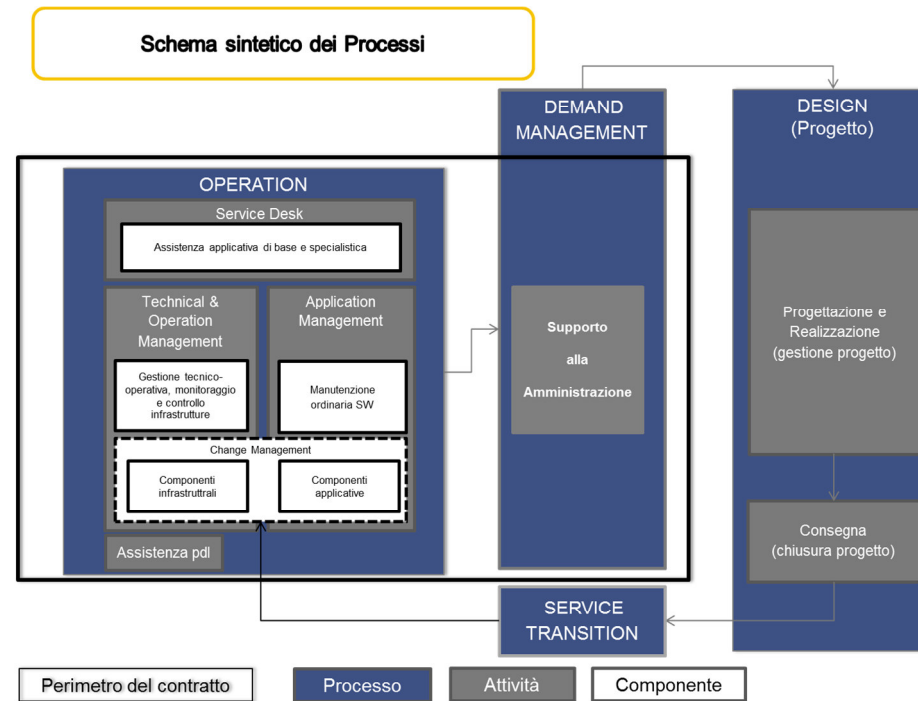 Schema sintetico dei Processi
DEMAND
MANAGEMENT
DESIGN
(Progetto)
OPERATION
Service Desk
Assistenza applicativa di base e specialistica
Technical &
Operation
Management
Application
Management
Gestione tecnico-
operativa, monitoraggio
e controllo
infrastrutture
Manutenzione
ordinaria SW
Change Management
Componenti
infrastruttrali
Componenti
applicative
Assistenza pdl
Supporto
alla
Amministrazione
Progettazione e
Realizzazione
(gestione progetto)
Consegna
(chiusura progetto)
SERVICE
TRANSITION
Perimetro del contratto
Processo
Attività
Componente